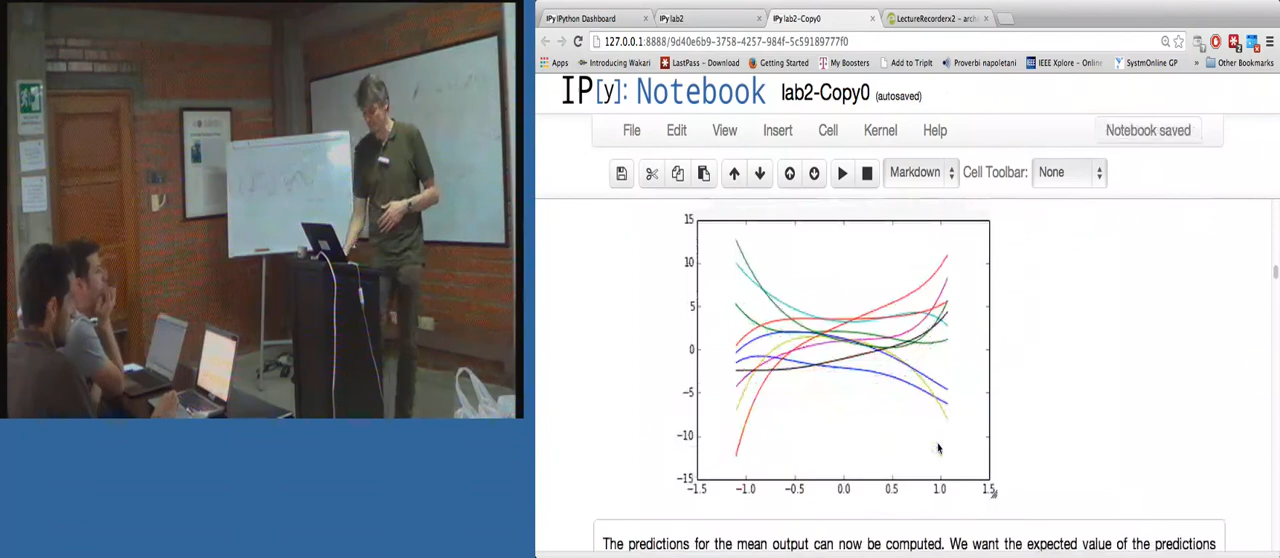 IPy IPython Dashboard
IPy lab2
IPy lab2-Copy0
LectureRecorderx2 – arch
127.0.0.1:8888/9d40e6b9-3758-4257-984f-5c59189777f0
Apps Introducing Wakari LastPass – Download Getting Started My Boosters Add to TripIt Proverbi napoletani IEEE Xplore – Online SystmOnline GP » Other Bookmarks
IP[y]: Notebook lab2-Copy0 (autosaved)
File Edit View Insert Cell Kernel Help Notebook saved
Markdown Cell Toolbar: None
15
10
5
0
−5
−10
−15
−1.5 −1.0 −0.5 0.0 0.5 1.0 1.5
The predictions for the mean output can now be computed. We want the expected value of the predictions